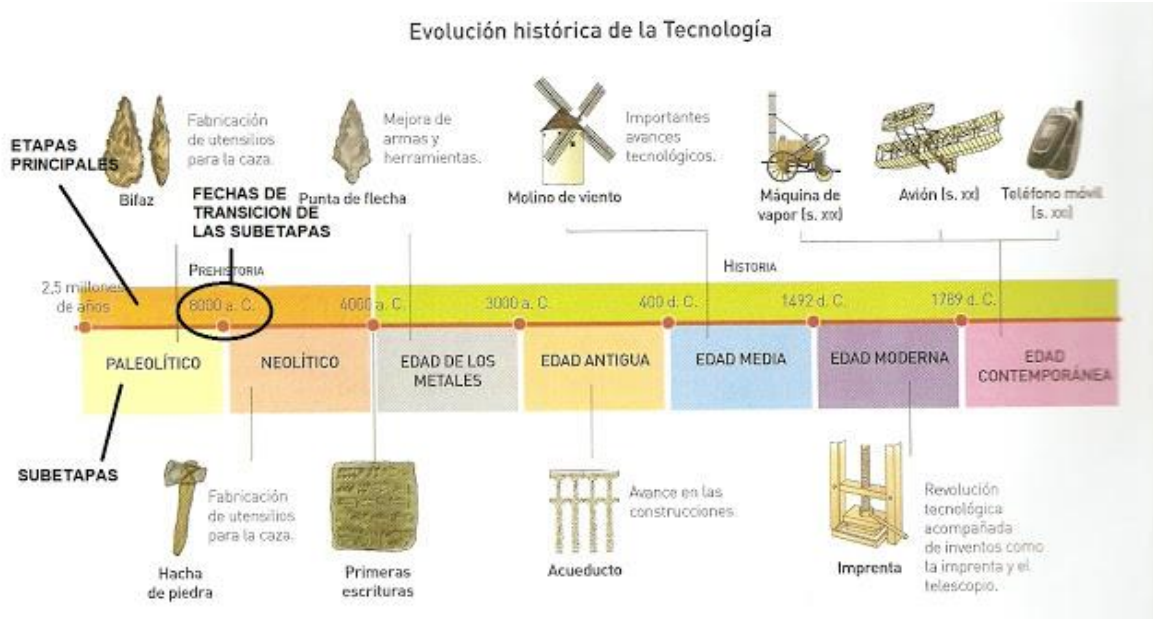 Evolución histórica de la Tecnología
ETAPAS
PRINCIPALES
Bifaz
Fabricación
de utensilios
para la caza.
FECHAS DE
TRANSICION DE
LAS SUBETAPAS
Punta de flecha
Mejora de
armas y
herramientas.
Molino de viento
Importantes
avances
tecnológicos.
Máquina de
vapor (s. XIX)
Avión (s. XX)
Teléfono móvil
(s. XXI)
PREHISTORIA
HISTORIA
2,5 millones
de años
8000 a. C.
4000 a. C.
3000 a. C.
400 d. C.
1492 d. C.
1789 d. C.
PALEOLÍTICO
NEOLÍTICO
EDAD DE LOS
METALES
EDAD ANTIGUA
EDAD MEDIA
EDAD MODERNA
EDAD
CONTEMPORÁNEA
SUBETAPAS
Hacha
de piedra
Fabricación
de utensilios
para la caza.
Primeras
escrituras
Acueducto
Avance en las
construcciones.
Imprenta
Revolución
tecnológica
acompañada
de inventos como
la imprenta y el
telescopio.